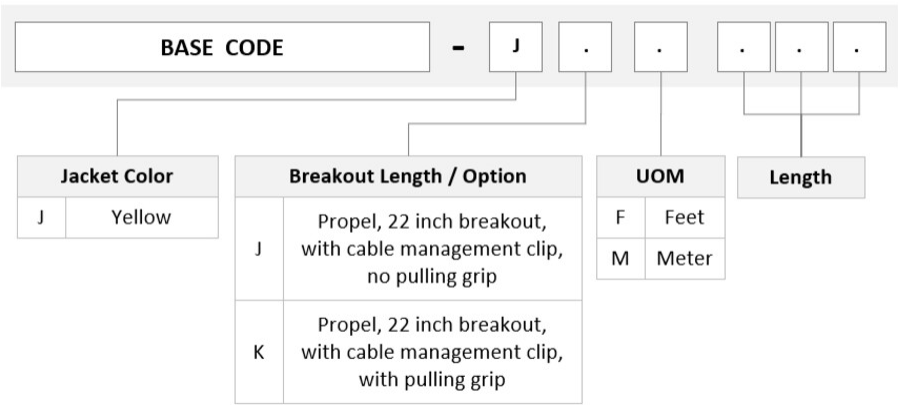 BASE CODE - J . . . . .
Jacket Color
J Yellow
Breakout Length / Option
J Propel, 22 inch breakout,
with cable management clip,
no pulling grip
K Propel, 22 inch breakout,
with cable management clip,
with pulling grip
UOM
F Feet
M Meter
Length